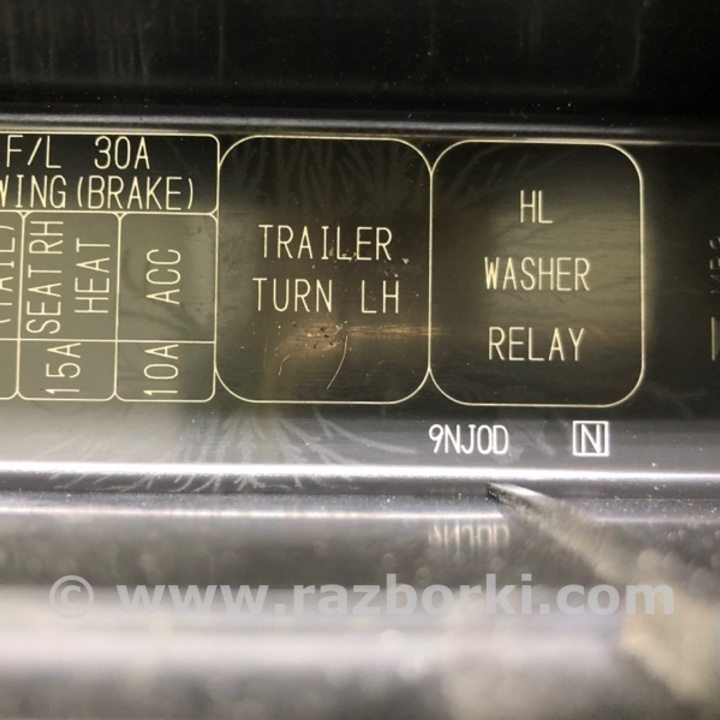 F/L 30A
WING (BRAKE)
SEAT RH
HEAT
15A
ACC
10A
TRAILER
TURN LH
HL
WASHER
RELAY
9NJ0D N
© www.razborki.com